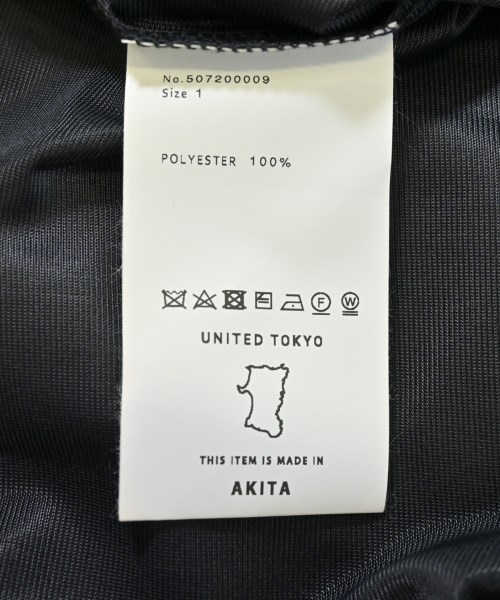 No.507200009
Size 1
POLYESTER 100%
F W
UNITED TOKYO
THIS ITEM IS MADE IN
AKITA